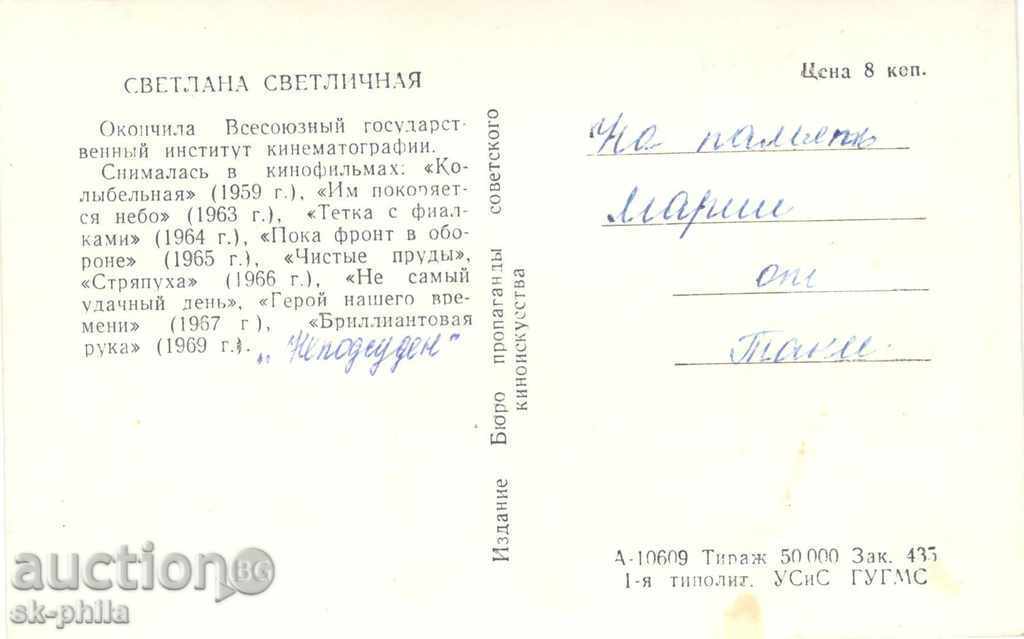 СВЕТЛАНА СВЕТЛИЧНАЯ
Окончила Всесоюзный государст-
венный институт кинематографии.
Снималась в кинофильмах: «Ко-
лыбельная» (1959 г.), «Им покоряет-
ся небо» (1963 г.), «Тетка с фиал-
ками» (1964 г.), «Пока фронт в обо-
роне» (1965 г.), «Чистые пруды»,
«Стряпуха» (1966 г.), «Не самый
удачный день», «Герой нашего вре-
мени» (1967 г), «Бриллиантовая
рука» (1969 г.). „Неподсуден"
Издание Бюро пропаганды советского
киноискусства
Цена 8 коп.
На память
Марии
от
Таки.
А-10609 Тираж 50 000 Зак. 435
1-я типолит. УСиС ГУГМС
auction BG
sk-phila